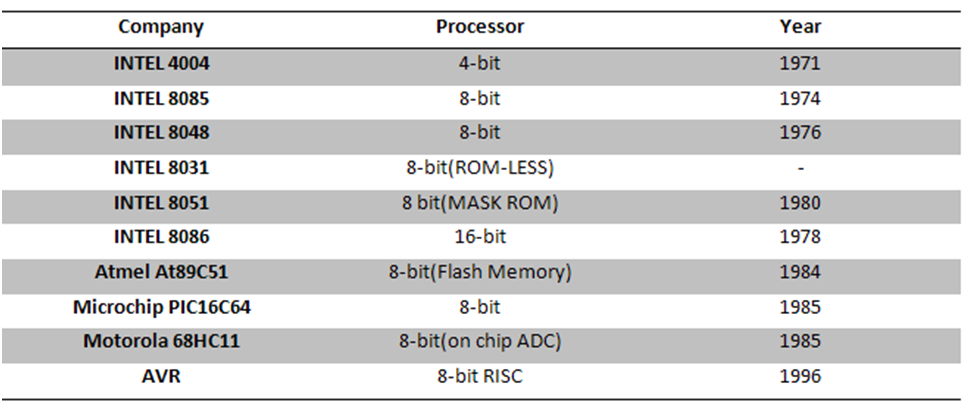 Company Processor Year
INTEL 4004 4-bit 1971
INTEL 8085 8-bit 1974
INTEL 8048 8-bit 1976
INTEL 8031 8-bit(ROM-LESS) -
INTEL 8051 8 bit(MASK ROM) 1980
INTEL 8086 16-bit 1978
Atmel At89C51 8-bit(Flash Memory) 1984
Microchip PIC16C64 8-bit 1985
Motorola 68HC11 8-bit(on chip ADC) 1985
AVR 8-bit RISC 1996